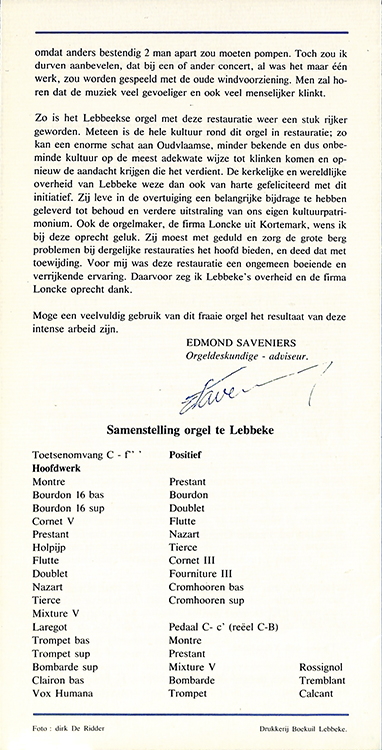 omdat anders bestendig 2 man apart zou moeten pompen. Toch zou ik
durven aanbevelen, dat bij een of ander concert, al was het maar één
werk, zou worden gespeeld met de oude windvoorziening. Men zal ho-
ren dat de muziek veel gevoeliger en ook veel menselijker klinkt.
Zo is het Lebbeekse orgel met deze restauratie weer een stuk rijker
geworden. Meteen is de hele kultuur rond dit orgel in restauratie; zo
kan een enorme schat aan Oudvlaamse, minder bekende en dus onbe-
minde kultuur op de meest adekwate wijze tot klinken komen en op-
nieuw de aandacht krijgen die het verdient. De kerkelijke en wereldlijke
overheid van Lebbeke weze dan ook van harte gefeliciteerd met dit
initiatief. Zij leve in de overtuiging een belangrijke bijdrage te hebben
geleverd tot behoud en verdere uitstraling van ons eigen kultuurpatri-
monium. Ook de orgelmaker, de firma Loncke uit Kortemark, wens ik
bij deze oprecht geluk. Zij moest met geduld en zorg de grote berg
problemen bij dergelijke restauraties het hoofd bieden, en deed dat met
toewijding. Voor mij was deze restauratie een ongemeen boeiende en
verrijkende ervaring. Daarvoor zeg ik Lebbeke's overheid en de firma
Loncke oprecht dank.
Moge een veelvuldig gebruik van dit fraaie orgel het resultaat van deze
intense arbeid zijn.
EDMOND SAVENIERS
Orgeldeskundige - adviseur.
Samenstelling orgel te Lebbeke
Toetsenomvang C - f''' Positief
Hoofdwerk
Montre Prestant
Bourdon 16 bas Bourdon
Bourdon 16 sup Doublet
Cornet V Flutte
Prestant Nazart
Holpijp Tierce
Flutte Cornet III
Doublet Fourniture III
Nazart Cromhooren bas
Tierce Cromhooren sup
Mixture V
Laregot Pedaal C- c' (reëel C-B)
Trompet bas Montre
Trompet sup Prestant
Bombarde sup Mixture V Rossignol
Clairon bas Bombarde Tremblant
Vox Humana Trompet Calcant
Foto : dirk De Ridder Drukkerij Boekuil Lebbeke.